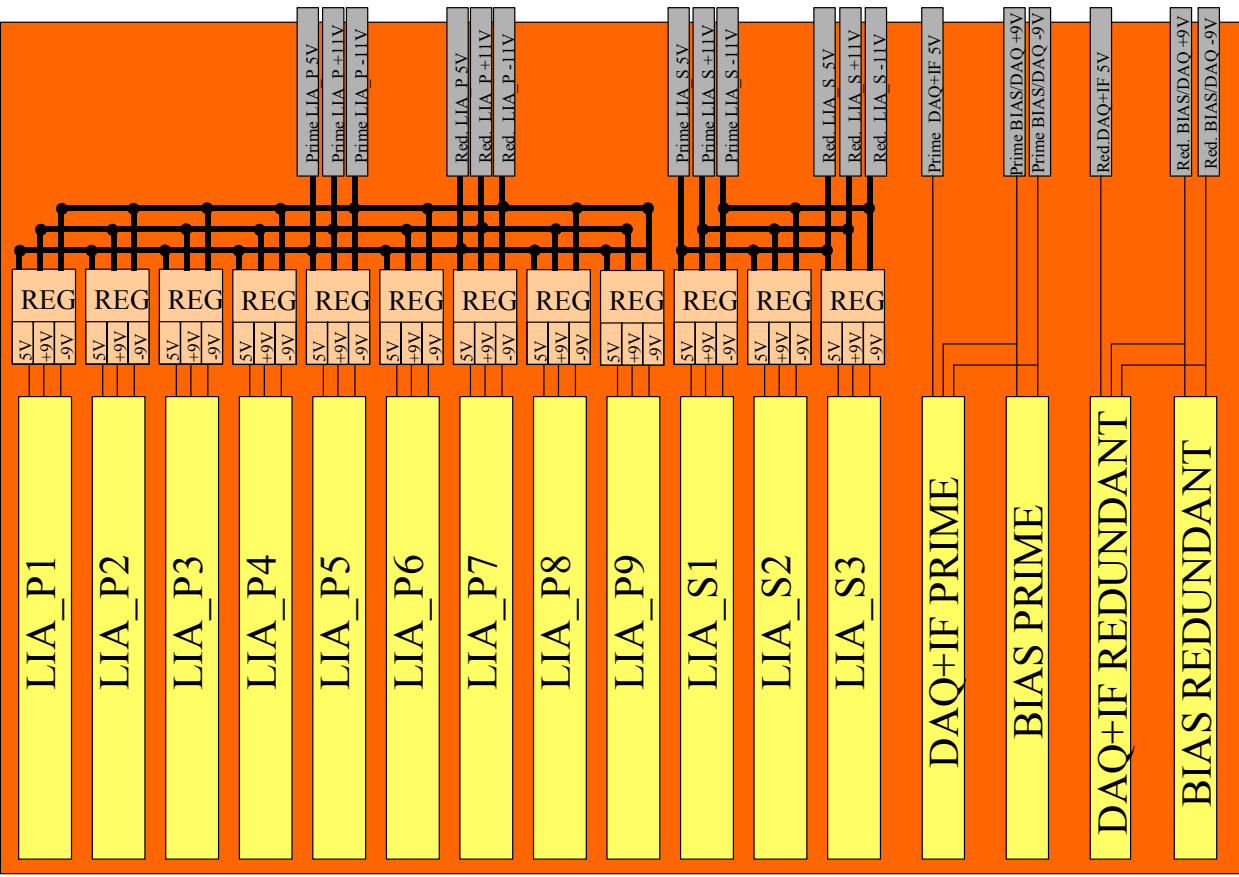 Prime LIA_P 5V
Prime LIA_P +11V
Prime LIA_P -11V
Red. LIA_P 5V
Red. LIA_P +11V
Red. LIA_P -11V
Prime LIA_S 5V
Prime LIA_S +11V
Prime LIA_S -11V
Red. LIA_S 5V
Red. LIA_S +11V
Red. LIA_S -11V
Prime DAQ+IF 5V
Prime BIAS/DAQ +9V
Prime BIAS/DAQ -9V
Red.DAQ+IF 5V
Red. BIAS/DAQ +9V
Red. BIAS/DAQ -9V
REG
5V
+9V
-9V
REG
5V
+9V
-9V
REG
5V
+9V
-9V
REG
5V
+9V
-9V
REG
5V
+9V
-9V
REG
5V
+9V
-9V
REG
5V
+9V
-9V
REG
5V
+9V
-9V
REG
5V
+9V
-9V
REG
5V
+9V
-9V
REG
5V
+9V
-9V
REG
5V
+9V
-9V
LIA_P1
LIA_P2
LIA_P3
LIA_P4
LIA_P5
LIA_P6
LIA_P7
LIA_P8
LIA_P9
LIA_S1
LIA_S2
LIA_S3
DAQ+IF PRIME
BIAS PRIME
DAQ+IF REDUNDANT
BIAS REDUNDANT